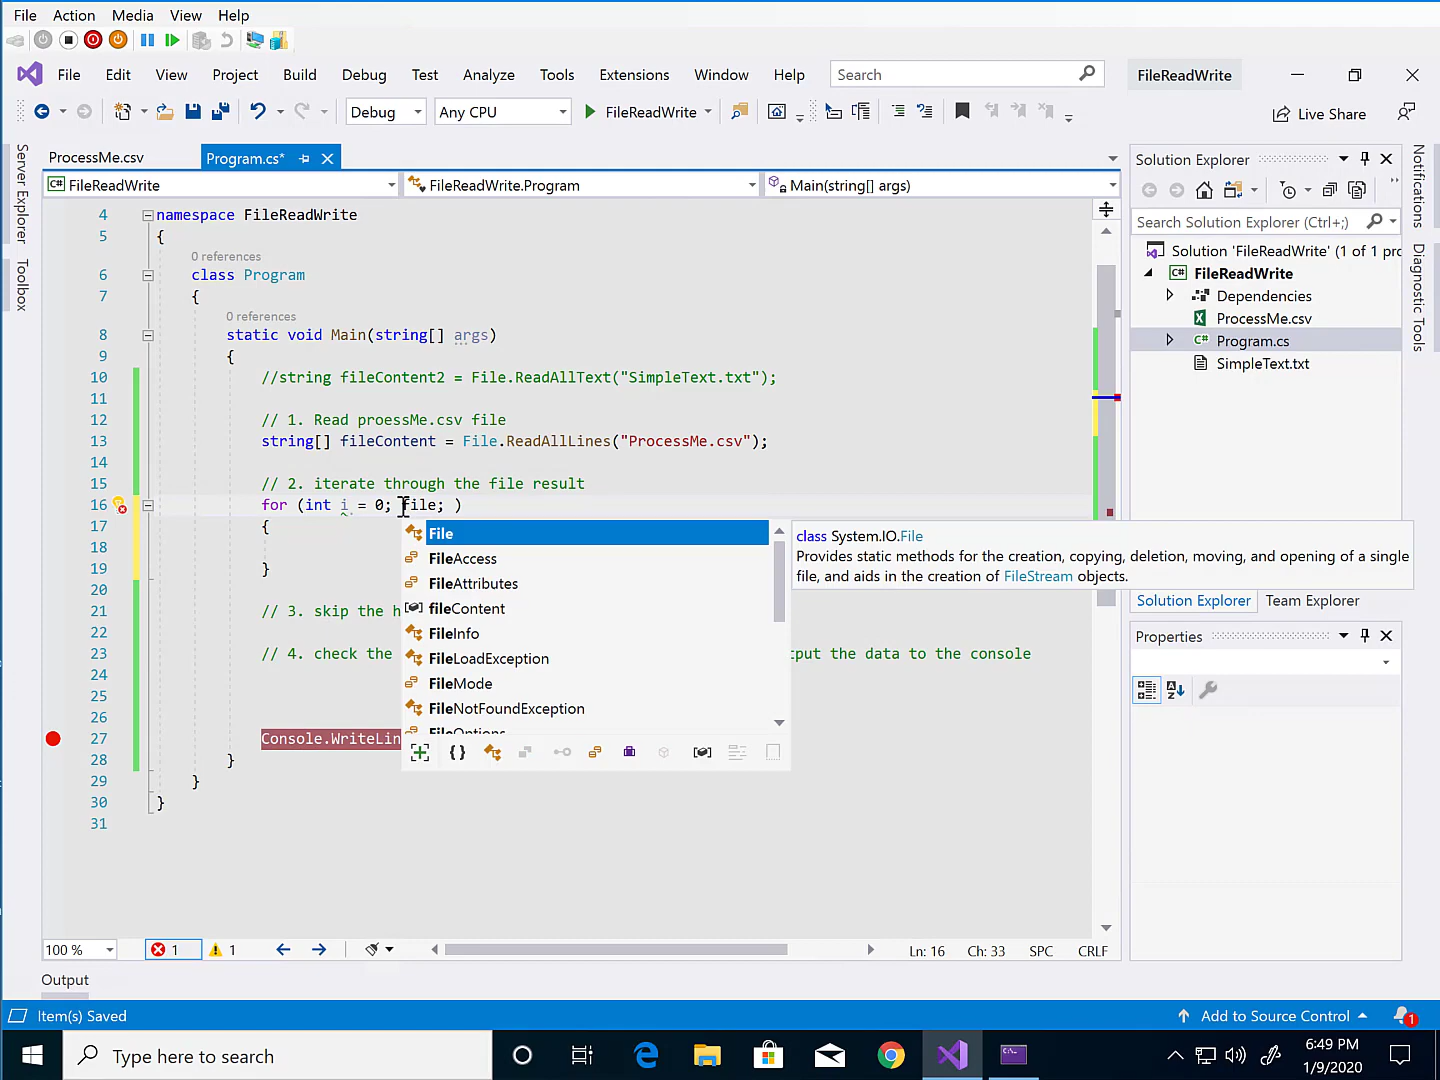 File Action Media View Help
File Edit View Project Build Debug Test Tools Analyze Tools Extensions Window Help Search FileReadWrite
Debug Any CPU FileReadWrite Live Share
ProcessMe.csv Program.cs*
FileReadWrite FileReadWrite.Program Main(string[] args)
4 namespace FileReadWrite
5 {
0 references
6 class Program
7 {
0 references
8 static void Main(string[] args)
9 {
10 //string fileContent2 = File.ReadAllText("SimpleText.txt");
11
12 // 1. Read proessMe.csv file
13 string[] fileContent = File.ReadAllLines("ProcessMe.csv");
14
15 // 2. iterate through the file result
16 for (int i = 0; file; )
17 {
18
19 }
20
21 // 3. skip the h
22
23 // 4. check the put the data to the console
24
25
26
27 Console.WriteLin
28 }
29 }
30 }
31
File
FileAccess
FileAttributes
fileContent
FileInfo
FileLoadException
FileMode
FileNotFoundException
FileOptions
class System.IO.File
Provides static methods for the creation, copying, deletion, moving, and opening of a single
file, and aids in the creation of FileStream objects.
100 % 1 1 Ln: 16 Ch: 33 SPC CRLF
Output
Server Explorer
Toolbox
Solution Explorer
Search Solution Explorer (Ctrl+;)
Solution 'FileReadWrite' (1 of 1 pro
FileReadWrite
Dependencies
ProcessMe.csv
Program.cs
SimpleText.txt
Solution Explorer Team Explorer
Properties
Notifications
Diagnostic Tools
Item(s) Saved Add to Source Control 1
Type here to search
6:49 PM
1/9/2020